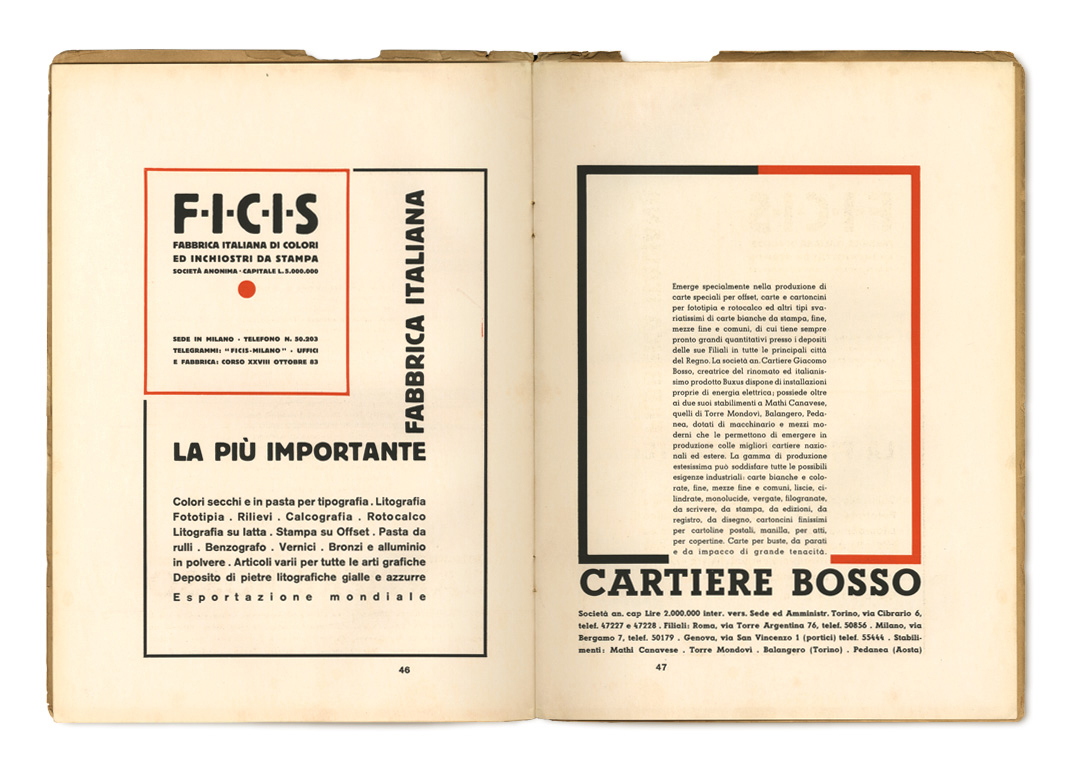 F·I·C·I·S
FABBRICA ITALIANA DI COLORI
ED INCHIOSTRI DA STAMPA
SOCIETÀ ANONIMA · CAPITALE L. 5.000.000
SEDE IN MILANO · TELEFONO N. 50.203
TELEGRAMMI: "FICIS-MILANO" · UFFICI
E FABBRICA: CORSO XXVIII OTTOBRE 83
FABBRICA ITALIANA
LA PIÙ IMPORTANTE
Colori secchi e in pasta per tipografia . Litografia
Fototipia . Rilievi . Calcografia . Rotocalco
Litografia su latta . Stampa su Offset . Pasta da
rulli . Benzografo . Vernici . Bronzi e alluminio
in polvere . Articoli varii per tutte le arti grafiche
Deposito di pietre litografiche gialle e azzurre
Esportazione mondiale
46
Emerge specialmente nella produzione di
carte speciali per offset, carte e cartoncini
per fototipia e rotocalco ed altri tipi sva-
riatissimi di carte bianche da stampa, fine,
mezze fine e comuni, di cui tiene sempre
pronto grandi quantitativi presso i depositi
delle sue Filiali in tutte le principali città
del Regno. La società an. Cartiere Giacomo
Bosso, creatrice del rinomato ed italianis-
simo prodotto Buxus dispone di installazioni
proprie di energia elettrica; possiede oltre
ai due suoi stabilimenti a Mathi Canavese,
quelli di Torre Mondovì, Balangero, Peda-
nea, dotati di macchinario e mezzi mo-
derni che le permettono di emergere in
produzione colle migliori cartiere nazio-
nali ed estere. La gamma di produzione
estesissima può soddisfare tutte le possibili
esigenze industriali: carte bianche e colo-
rate, fine, mezze fine e comuni, liscie, ci-
lindrate, monolucide, vergate, filogranate,
da scrivere, da stampa, da edizioni, da
registro, da disegno, cartoncini finissimi
per cartoline postali, manilla, per atti,
per copertine. Carte per buste, da parati
e da impacco di grande tenacità.
CARTIERE BOSSO
Società an. cap Lire 2.000.000 inter. vers. Sede ed Amministr. Torino, via Cibrario 6,
telef. 47227 e 47228 . Filiali: Roma, via Torre Argentina 76, telef. 50856 . Milano, via
Bergamo 7, telef. 50179 . Genova, via San Vincenzo 1 (portici) telef. 55444 . Stabili-
menti: Mathi Canavese . Torre Mondovì . Balangero (Torino) . Pedanea (Aosta)
47